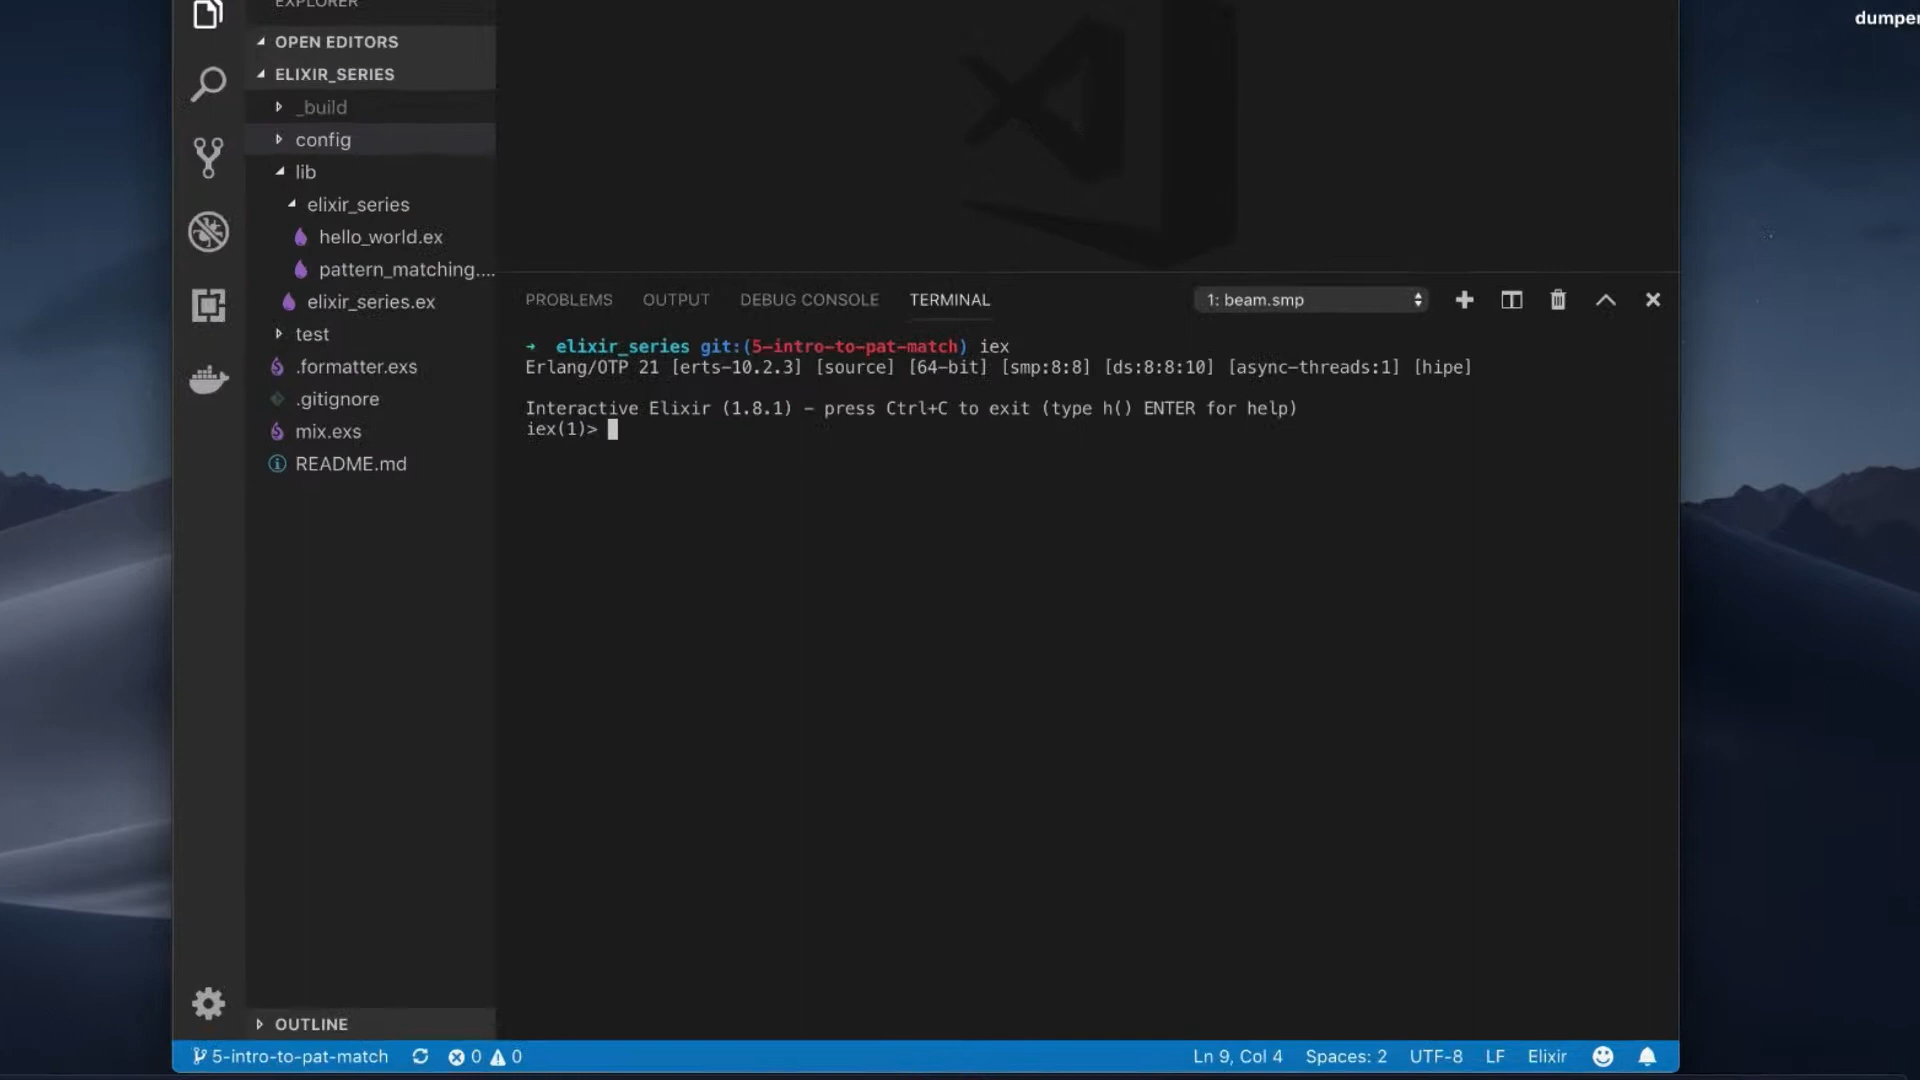 dumper
EXPLORER
OPEN EDITORS
ELIXIR_SERIES
_build
config
lib
elixir_series
hello_world.ex
pattern_matching....
elixir_series.ex
test
.formatter.exs
.gitignore
mix.exs
README.md
OUTLINE
PROBLEMS OUTPUT DEBUG CONSOLE TERMINAL 1: beam.smp
→ elixir_series git:(5-intro-to-pat-match) iex
Erlang/OTP 21 [erts-10.2.3] [source] [64-bit] [smp:8:8] [ds:8:8:10] [async-threads:1] [hipe]
Interactive Elixir (1.8.1) - press Ctrl+C to exit (type h() ENTER for help)
iex(1)>
5-intro-to-pat-match 0 0 Ln 9, Col 4 Spaces: 2 UTF-8 LF Elixir